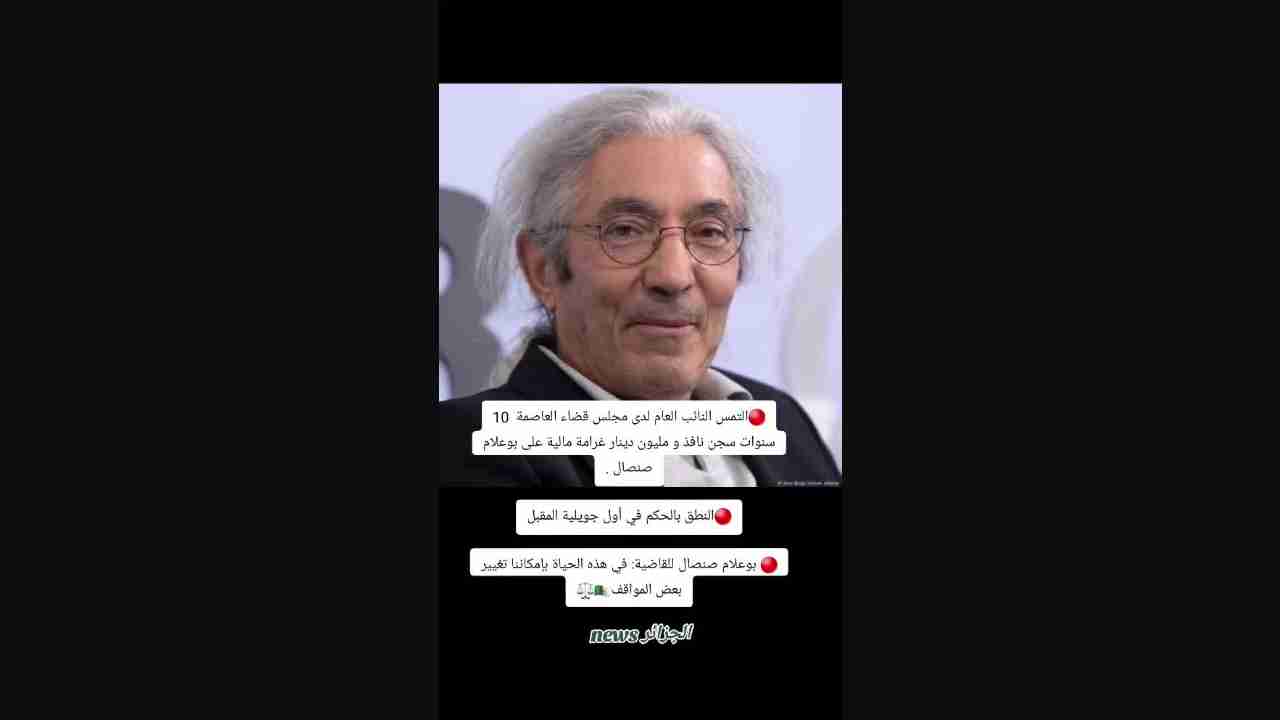 🔴التمس النائب العام لدى مجلس قضاء العاصمة 10
سنوات سجن نافذ و مليون دينار غرامة مالية على بوعلام
صنصال .
🔴النطق بالحكم في أول جويلية المقبل
🔴 بوعلام صنصال للقاضية: في هذه الحياة بإمكاننا تغيير
بعض المواقف🇩🇿⚖️
الجزائر news